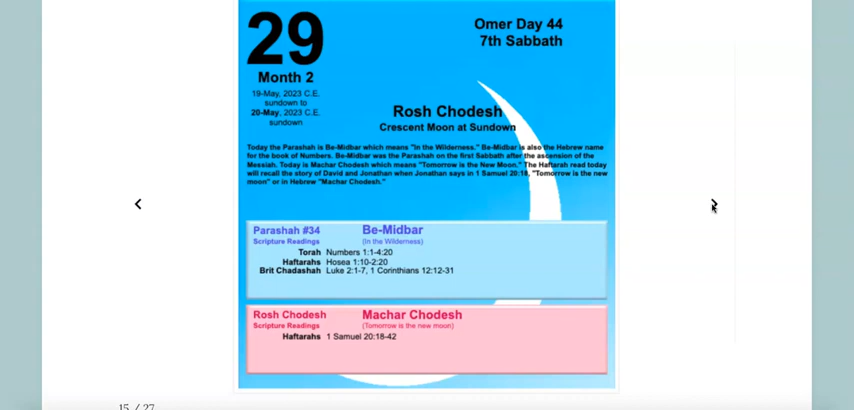 29
Month 2
19-May, 2023 C.E.
sundown to
20-May, 2023 C.E.
sundown
Omer Day 44
7th Sabbath
Rosh Chodesh
Crescent Moon at Sundown
Today the Parashah is Be-Midbar which means "In the Wilderness." Be-Midbar is also the Hebrew name
for the book of Numbers. Be-Midbar was the Parashah on the first Sabbath after the ascension of the
Messiah. Today is Machar Chodesh which means "Tomorrow is the New Moon." The Haftarah read today
will recall the story of David and Jonathan when Jonathan says in 1 Samuel 20:18, "Tomorrow is the new
moon" or in Hebrew "Machar Chodesh."
Parashah #34 Be-Midbar
Scripture Readings (In the Wilderness)
Torah Numbers 1:1-4:20
Haftarahs Hosea 1:10-2:20
Brit Chadashah Luke 2:1-7, 1 Corinthians 12:12-31
Rosh Chodesh Machar Chodesh
Scripture Readings (Tomorrow is the new moon)
Haftarahs 1 Samuel 20:18-42
15 / 27